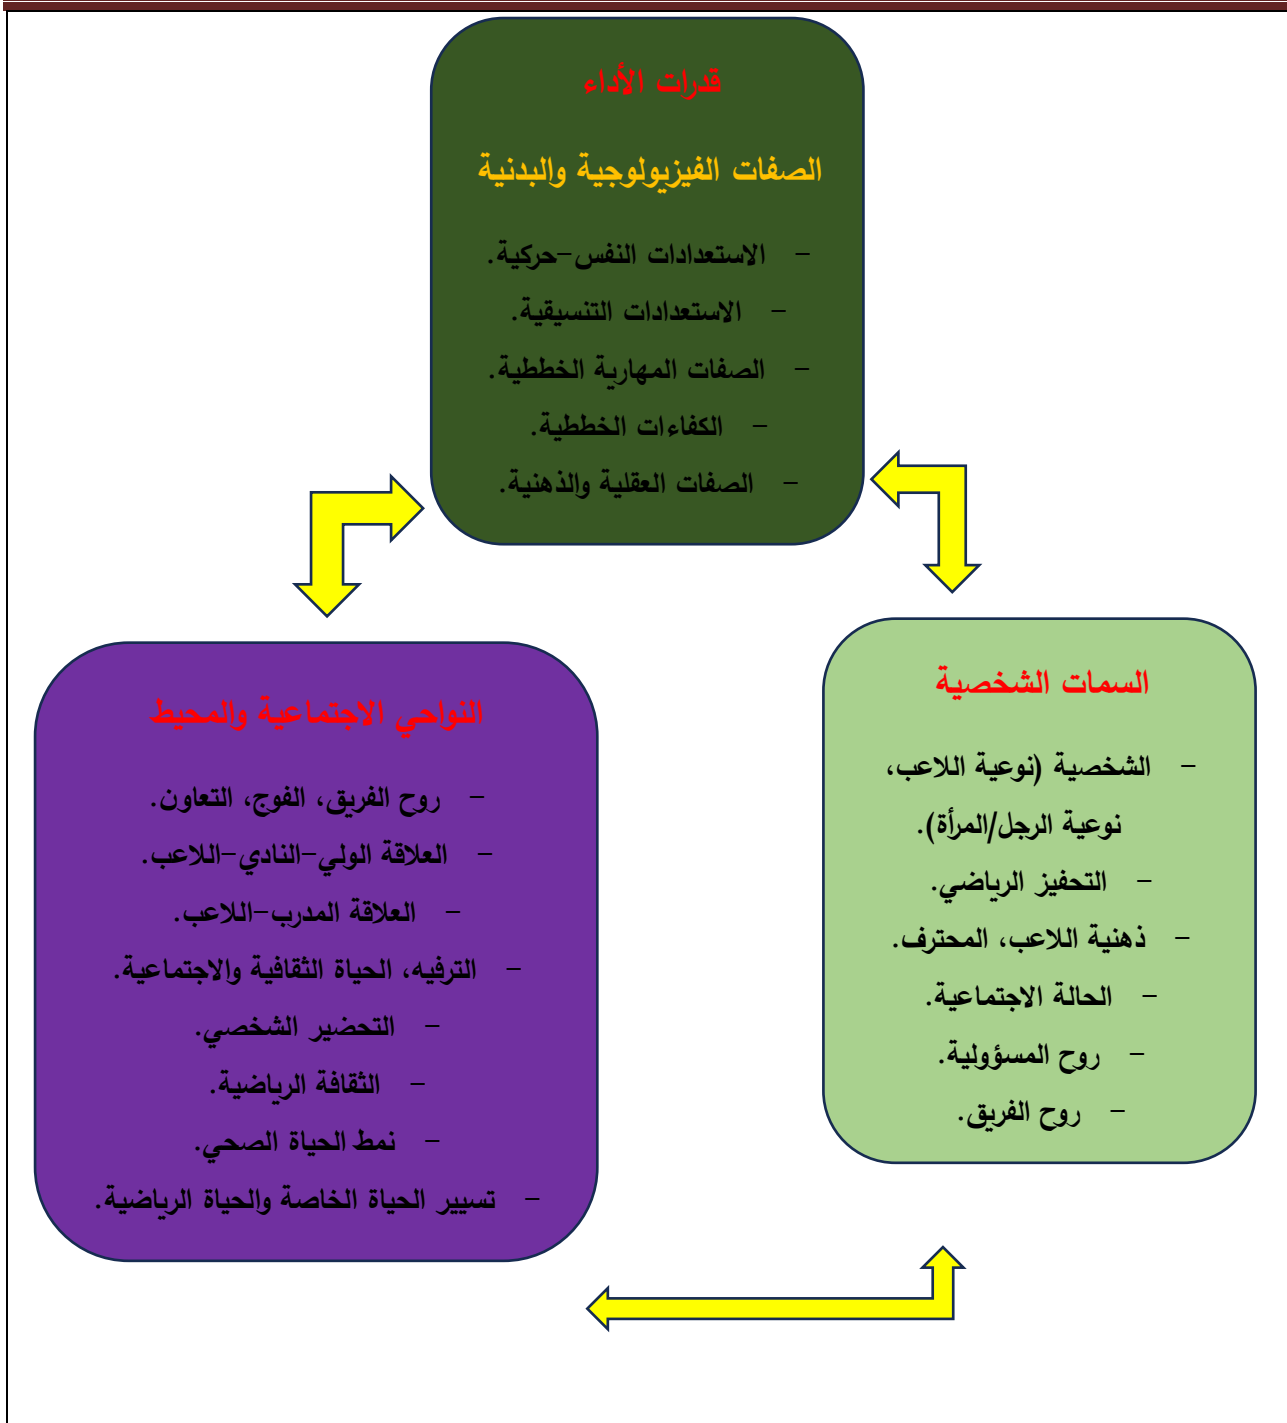 قدرات الأداء
الصفات الفيزيولوجية والبدنية
- الاستعدادات النفس-حركية.
- الاستعدادات التنسيقية.
- الصفات المهارية الخططية.
- الكفاءات الخططية.
- الصفات العقلية والذهنية.
السمات الشخصية
- الشخصية (نوعية اللاعب،
نوعية الرجل/المرأة).
- التحفيز الرياضي.
- ذهنية اللاعب، المحترف.
- الحالة الاجتماعية.
- روح المسؤولية.
- روح الفريق.
النواحي الاجتماعية والمحيط
- روح الفريق، الفوج، التعاون.
- العلاقة الولي-النادي-اللاعب.
- العلاقة المدرب-اللاعب.
- الترفيه، الحياة الثقافية والاجتماعية.
- التحضير الشخصي.
- الثقافة الرياضية.
- نمط الحياة الصحي.
- تسيير الحياة الخاصة والحياة الرياضية.